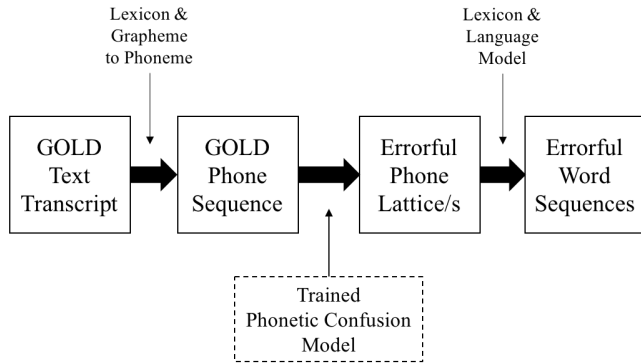 Lexicon &
Grapheme
to Phoneme
Lexicon &
Language
Model
GOLD
Text
Transcript
GOLD
Phone
Sequence
Errorful
Phone
Lattice/s
Errorful
Word
Sequences
Trained
Phonetic Confusion
Model